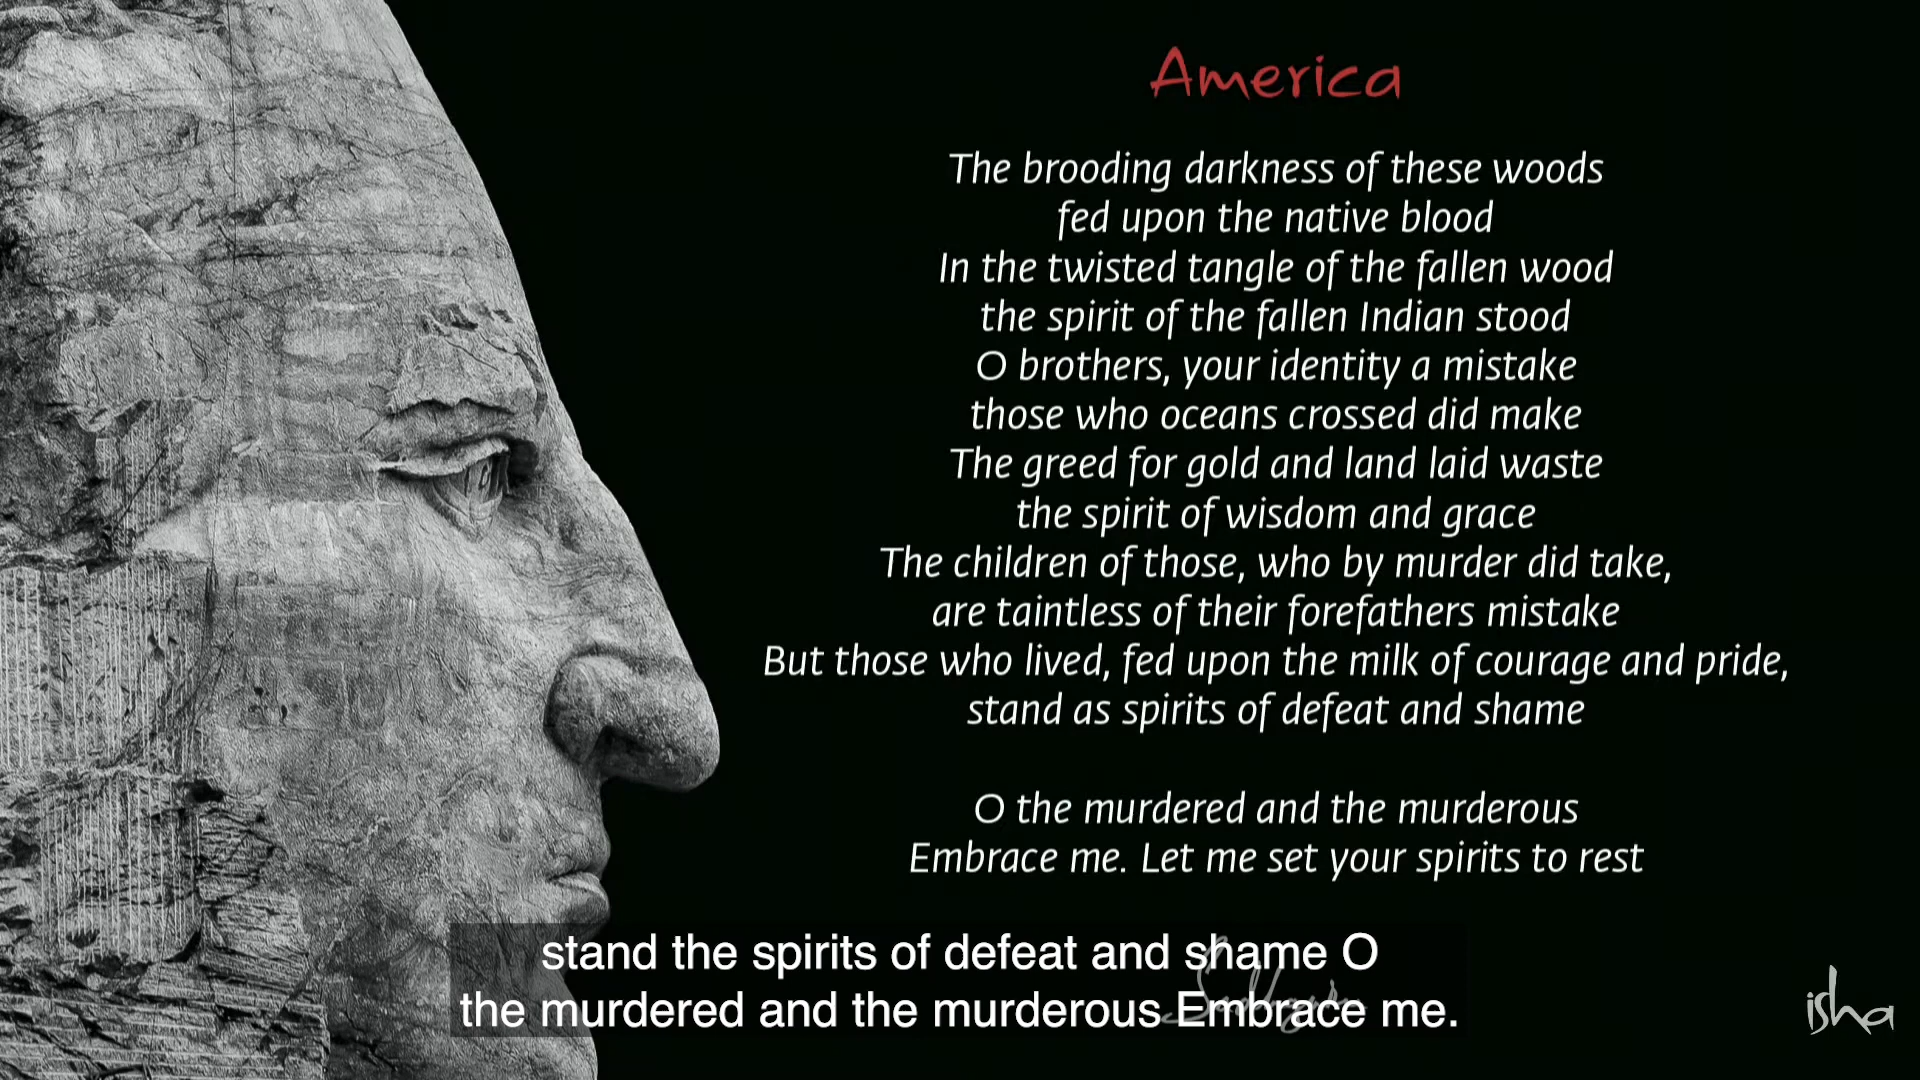 America
The brooding darkness of these woods
fed upon the native blood
In the twisted tangle of the fallen wood
the spirit of the fallen Indian stood
O brothers, your identity a mistake
those who oceans crossed did make
The greed for gold and land laid waste
the spirit of wisdom and grace
The children of those, who by murder did take,
are taintless of their forefathers mistake
But those who lived, fed upon the milk of courage and pride,
stand as spirits of defeat and shame
O the murdered and the murderous
Embrace me. Let me set your spirits to rest
stand the spirits of defeat and shame O
the murdered and the murderous Embrace me.
isha